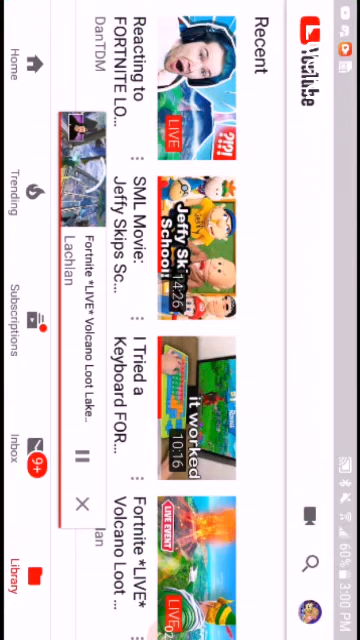 60% 3:00 PM
YouTube
Recent
?!?!
LIVE
Reacting to
FORTNITE LO...
DanTDM
Jeffy Sk
School!
14:26
SML Movie:
Jeffy Skips Sc...
it worked
10:16
I Tried a
Keyboard FOR...
LIVE EVENT
LIVE
Fortnite *LIVE*
Volcano Loot ...
lan
Fortnite *LIVE* Volcano Loot Lake..
Lachlan
Home
Trending
Subscriptions
9+
Inbox
Library